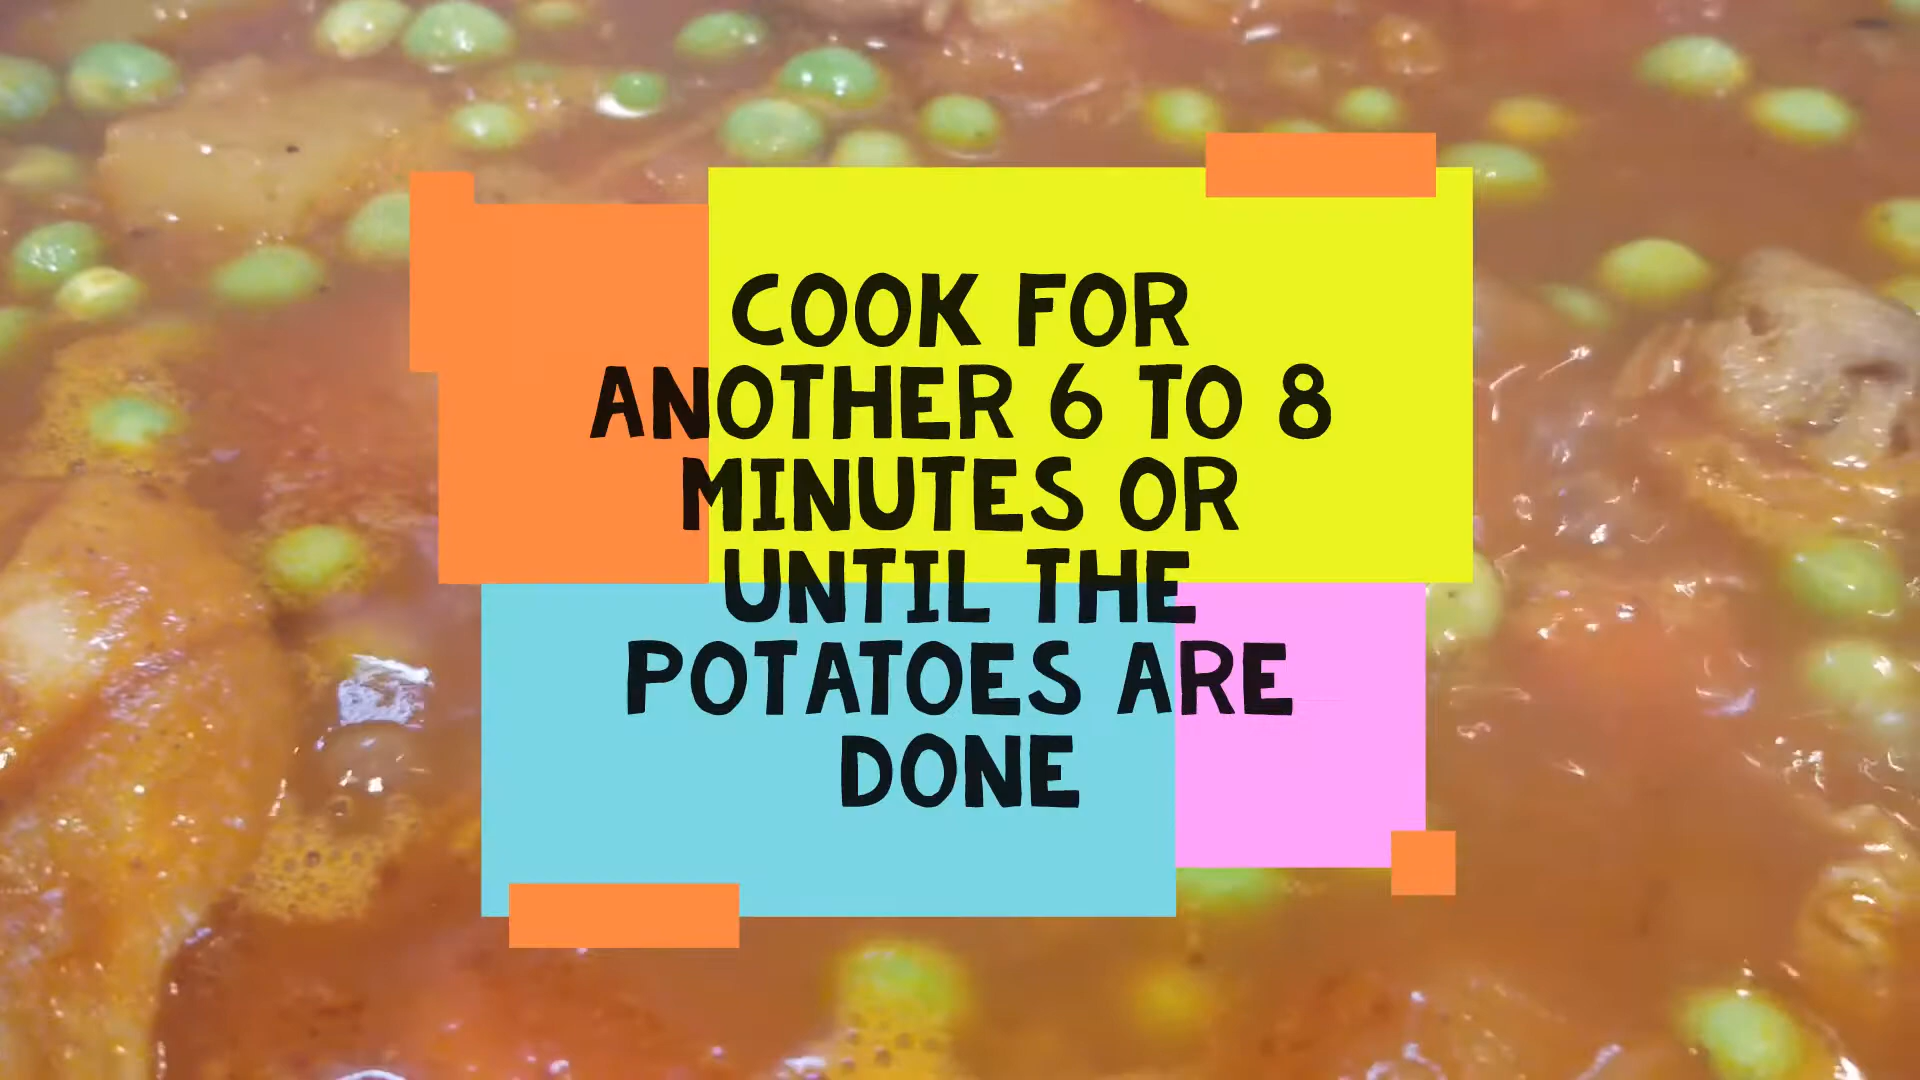 COOK FOR
ANOTHER 6 TO 8
MINUTES OR
UNTIL THE
POTATOES ARE
DONE